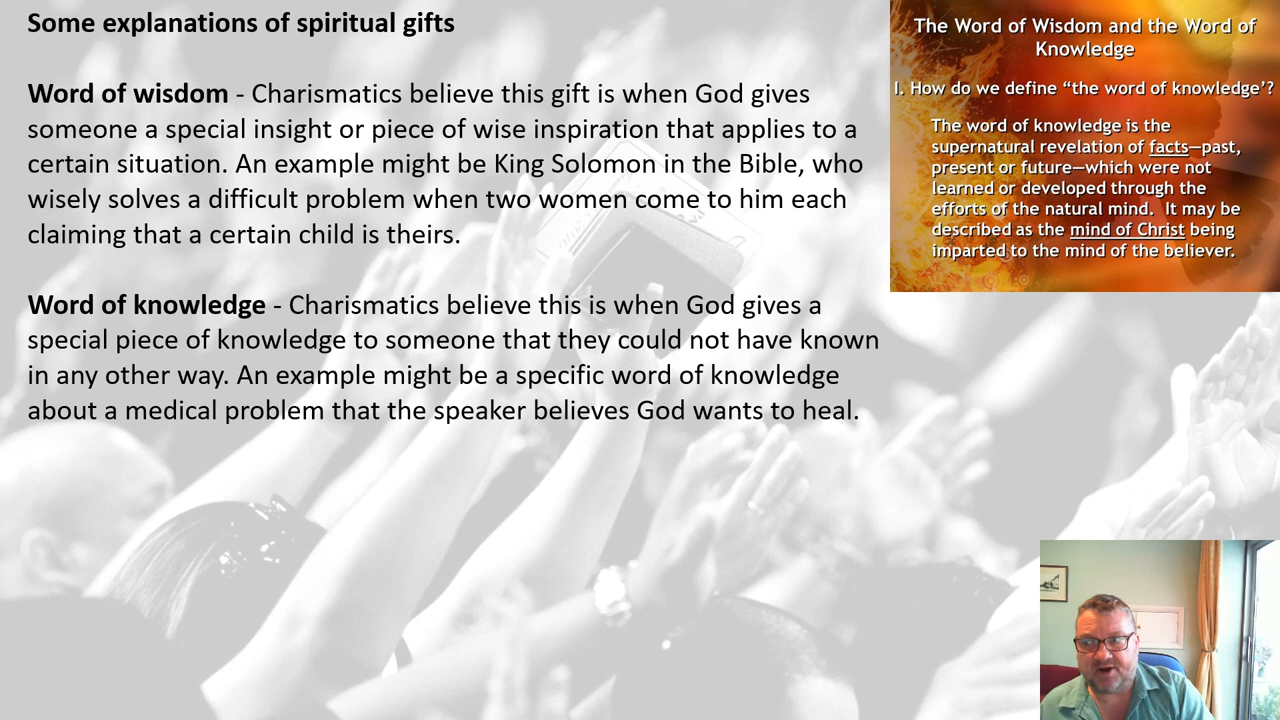 Some explanations of spiritual gifts
Word of wisdom - Charismatics believe this gift is when God gives
someone a special insight or piece of wise inspiration that applies to a
certain situation. An example might be King Solomon in the Bible, who
wisely solves a difficult problem when two women come to him each
claiming that a certain child is theirs.
Word of knowledge - Charismatics believe this is when God gives a
special piece of knowledge to someone that they could not have known
in any other way. An example might be a specific word of knowledge
about a medical problem that the speaker believes God wants to heal.
The Word of Wisdom and the Word of
Knowledge
I. How do we define “the word of knowledge’?
The word of knowledge is the
supernatural revelation of facts—past,
present or future—which were not
learned or developed through the
efforts of the natural mind. It may be
described as the mind of Christ being
imparted to the mind of the believer.